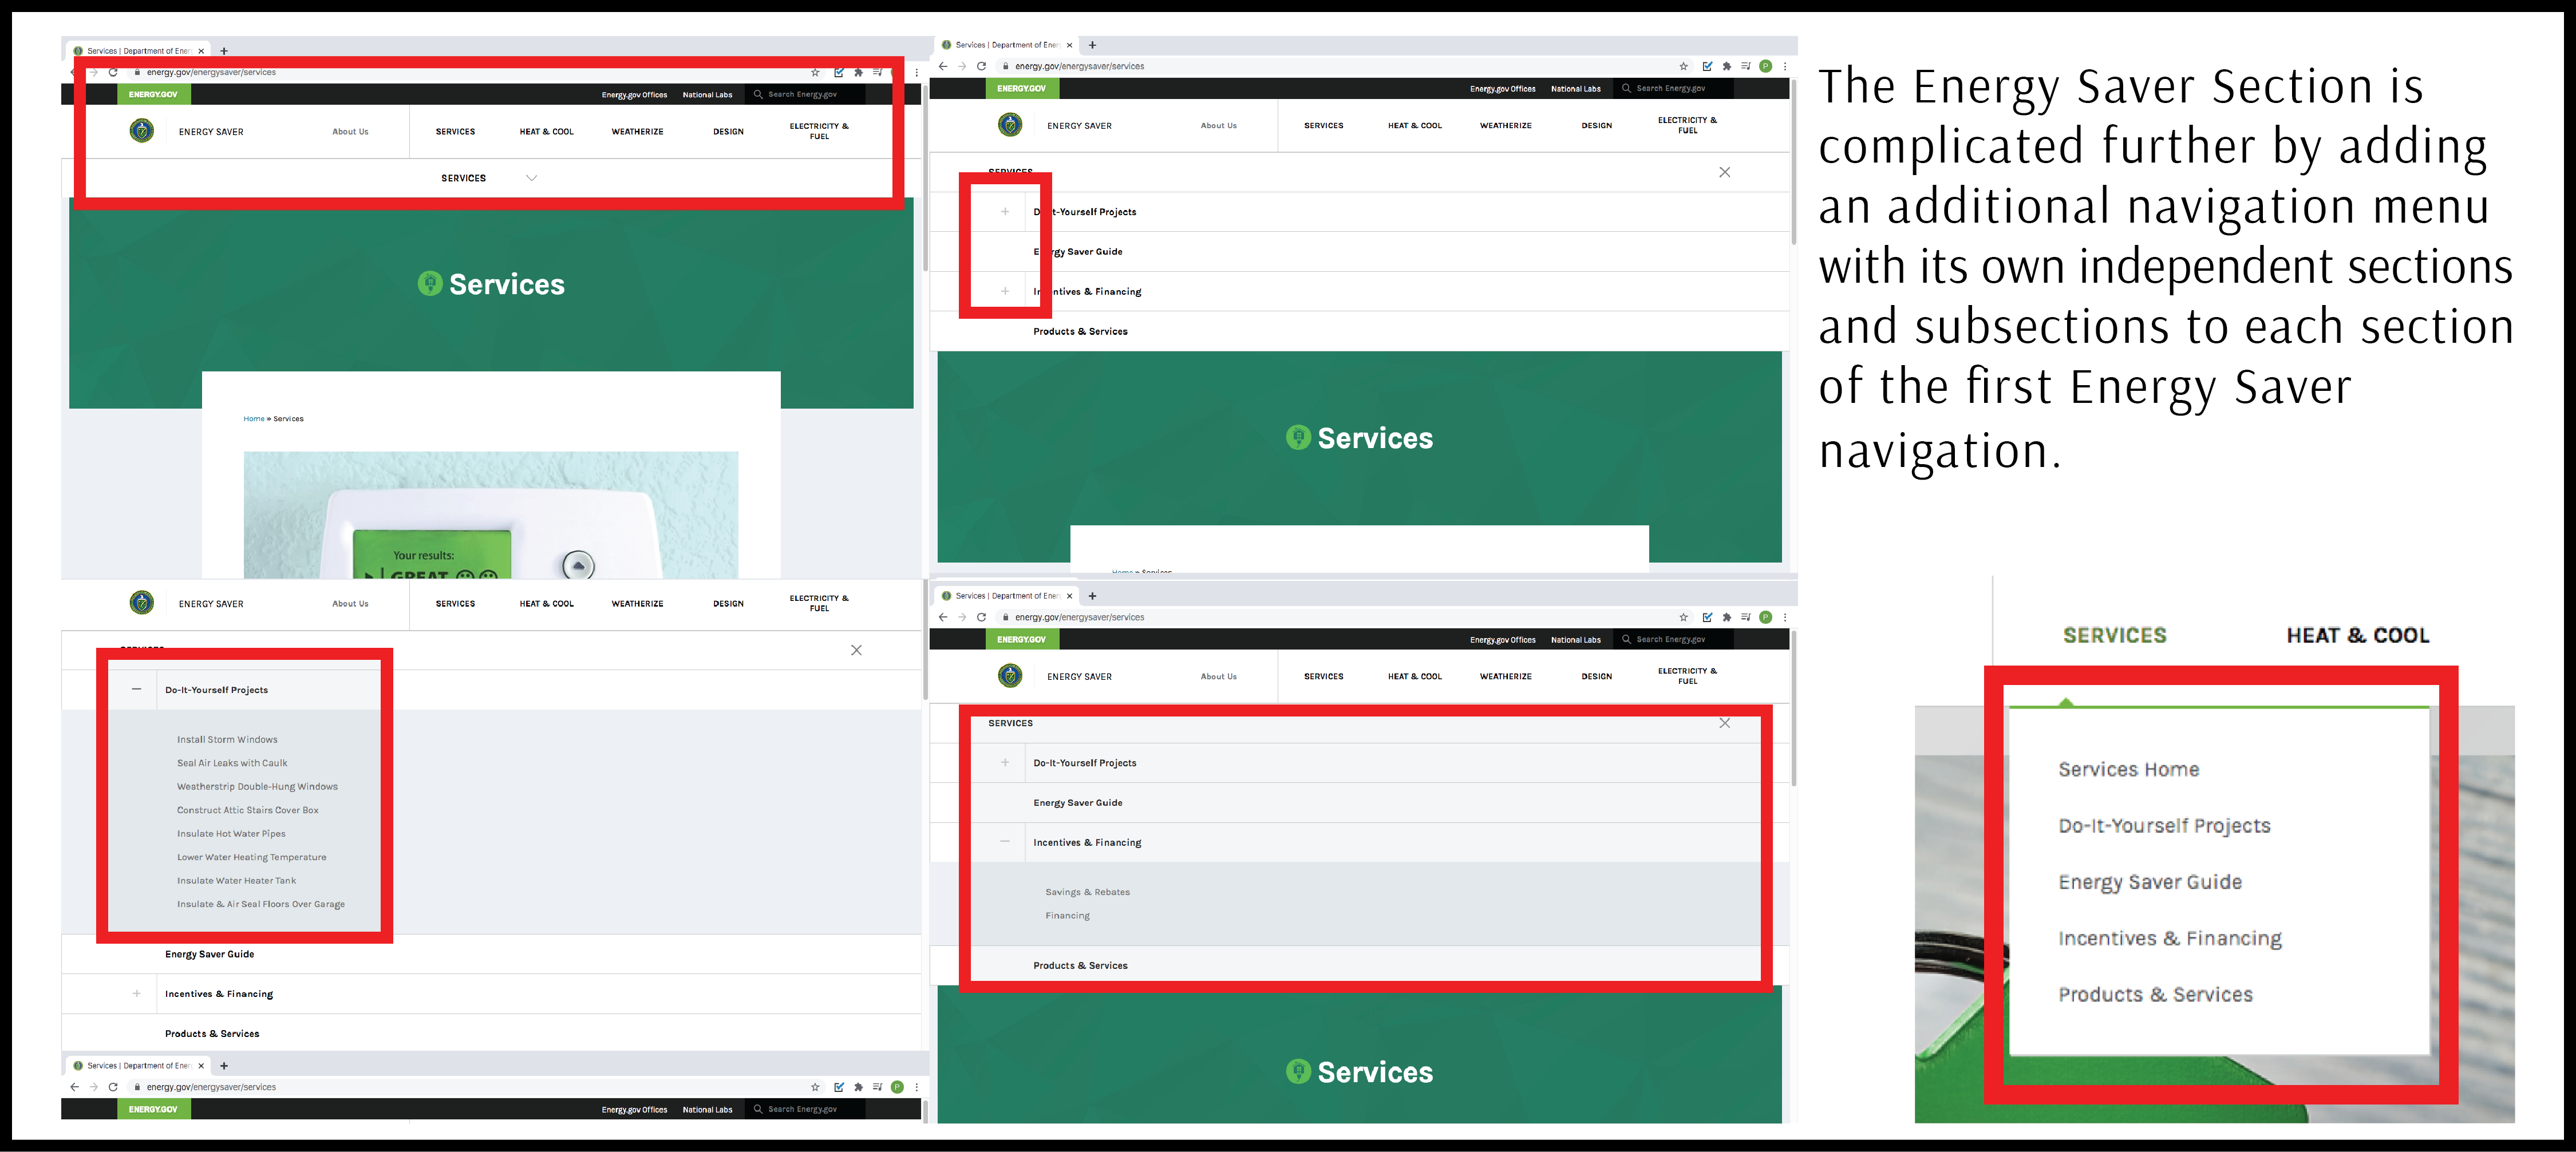 Services | Department of Ener
energy.gov/energysaver/services
ENERGY.GOV
Energy.gov Offices
National Labs
Search Energy.gov
ENERGY SAVER
About Us
SERVICES
HEAT & COOL
WEATHERIZE
DESIGN
ELECTRICITY &
FUEL
SERVICES
Services
Home » Services
Your results:
GREAT
Services | Department of Ener
energy.gov/energysaver/services
P
ENERGY.GOV
Energy.gov Offices
National Labs
Search Energy.gov
ENERGY SAVER
About Us
SERVICES
HEAT & COOL
WEATHERIZE
DESIGN
ELECTRICITY &
FUEL
SERVICES
Do-It-Yourself Projects
Energy Saver Guide
Incentives & Financing
Products & Services
Services
Home » Services
The Energy Saver Section is
complicated further by adding
an additional navigation menu
with its own independent sections
and subsections to each section
of the first Energy Saver
navigation.
ENERGY SAVER
About Us
SERVICES
HEAT & COOL
WEATHERIZE
DESIGN
ELECTRICITY &
FUEL
Do-It-Yourself Projects
Install Storm Windows
Seal Air Leaks with Caulk
Weatherstrip Double-Hung Windows
Construct Attic Stairs Cover Box
Insulate Hot Water Pipes
Lower Water Heating Temperature
Insulate Water Heater Tank
Insulate & Air Seal Floors Over Garage
Energy Saver Guide
Incentives & Financing
Products & Services
Services | Department of Ener
energy.gov/energysaver/services
P
ENERGY.GOV
Energy.gov Offices
National Labs
Search Energy.gov
Services | Department of Ener
energy.gov/energysaver/services
P
ENERGY.GOV
Energy.gov Offices
National Labs
Search Energy.gov
ENERGY SAVER
About Us
SERVICES
HEAT & COOL
WEATHERIZE
DESIGN
ELECTRICITY &
FUEL
SERVICES
Do-It-Yourself Projects
Energy Saver Guide
Incentives & Financing
Savings & Rebates
Financing
Products & Services
Services
SERVICES
HEAT & COOL
Services Home
Do-It-Yourself Projects
Energy Saver Guide
Incentives & Financing
Products & Services